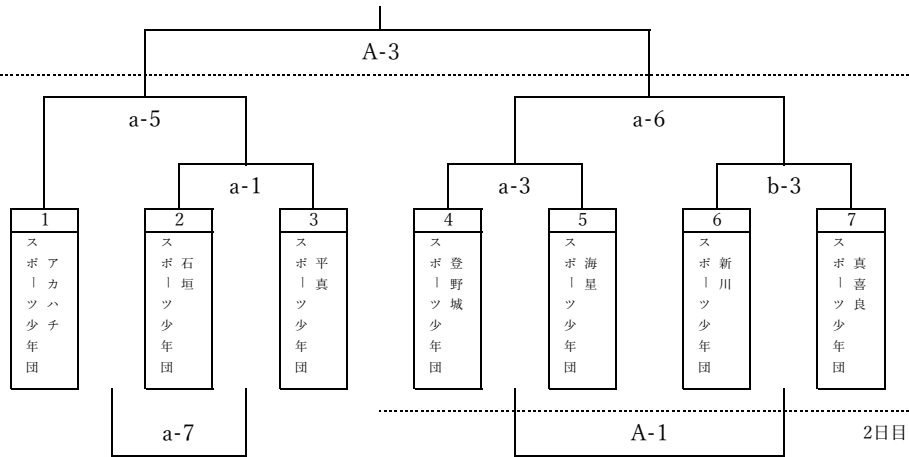 A-3
a-5
a-6
a-1
a-3
b-3
1
2
3
4
5
6
7
アカハチ
スポーツ少年団
石垣
スポーツ少年団
平真
スポーツ少年団
登野城
スポーツ少年団
海星
スポーツ少年団
新川
スポーツ少年団
真喜良
スポーツ少年団
a-7
A-1
2日目